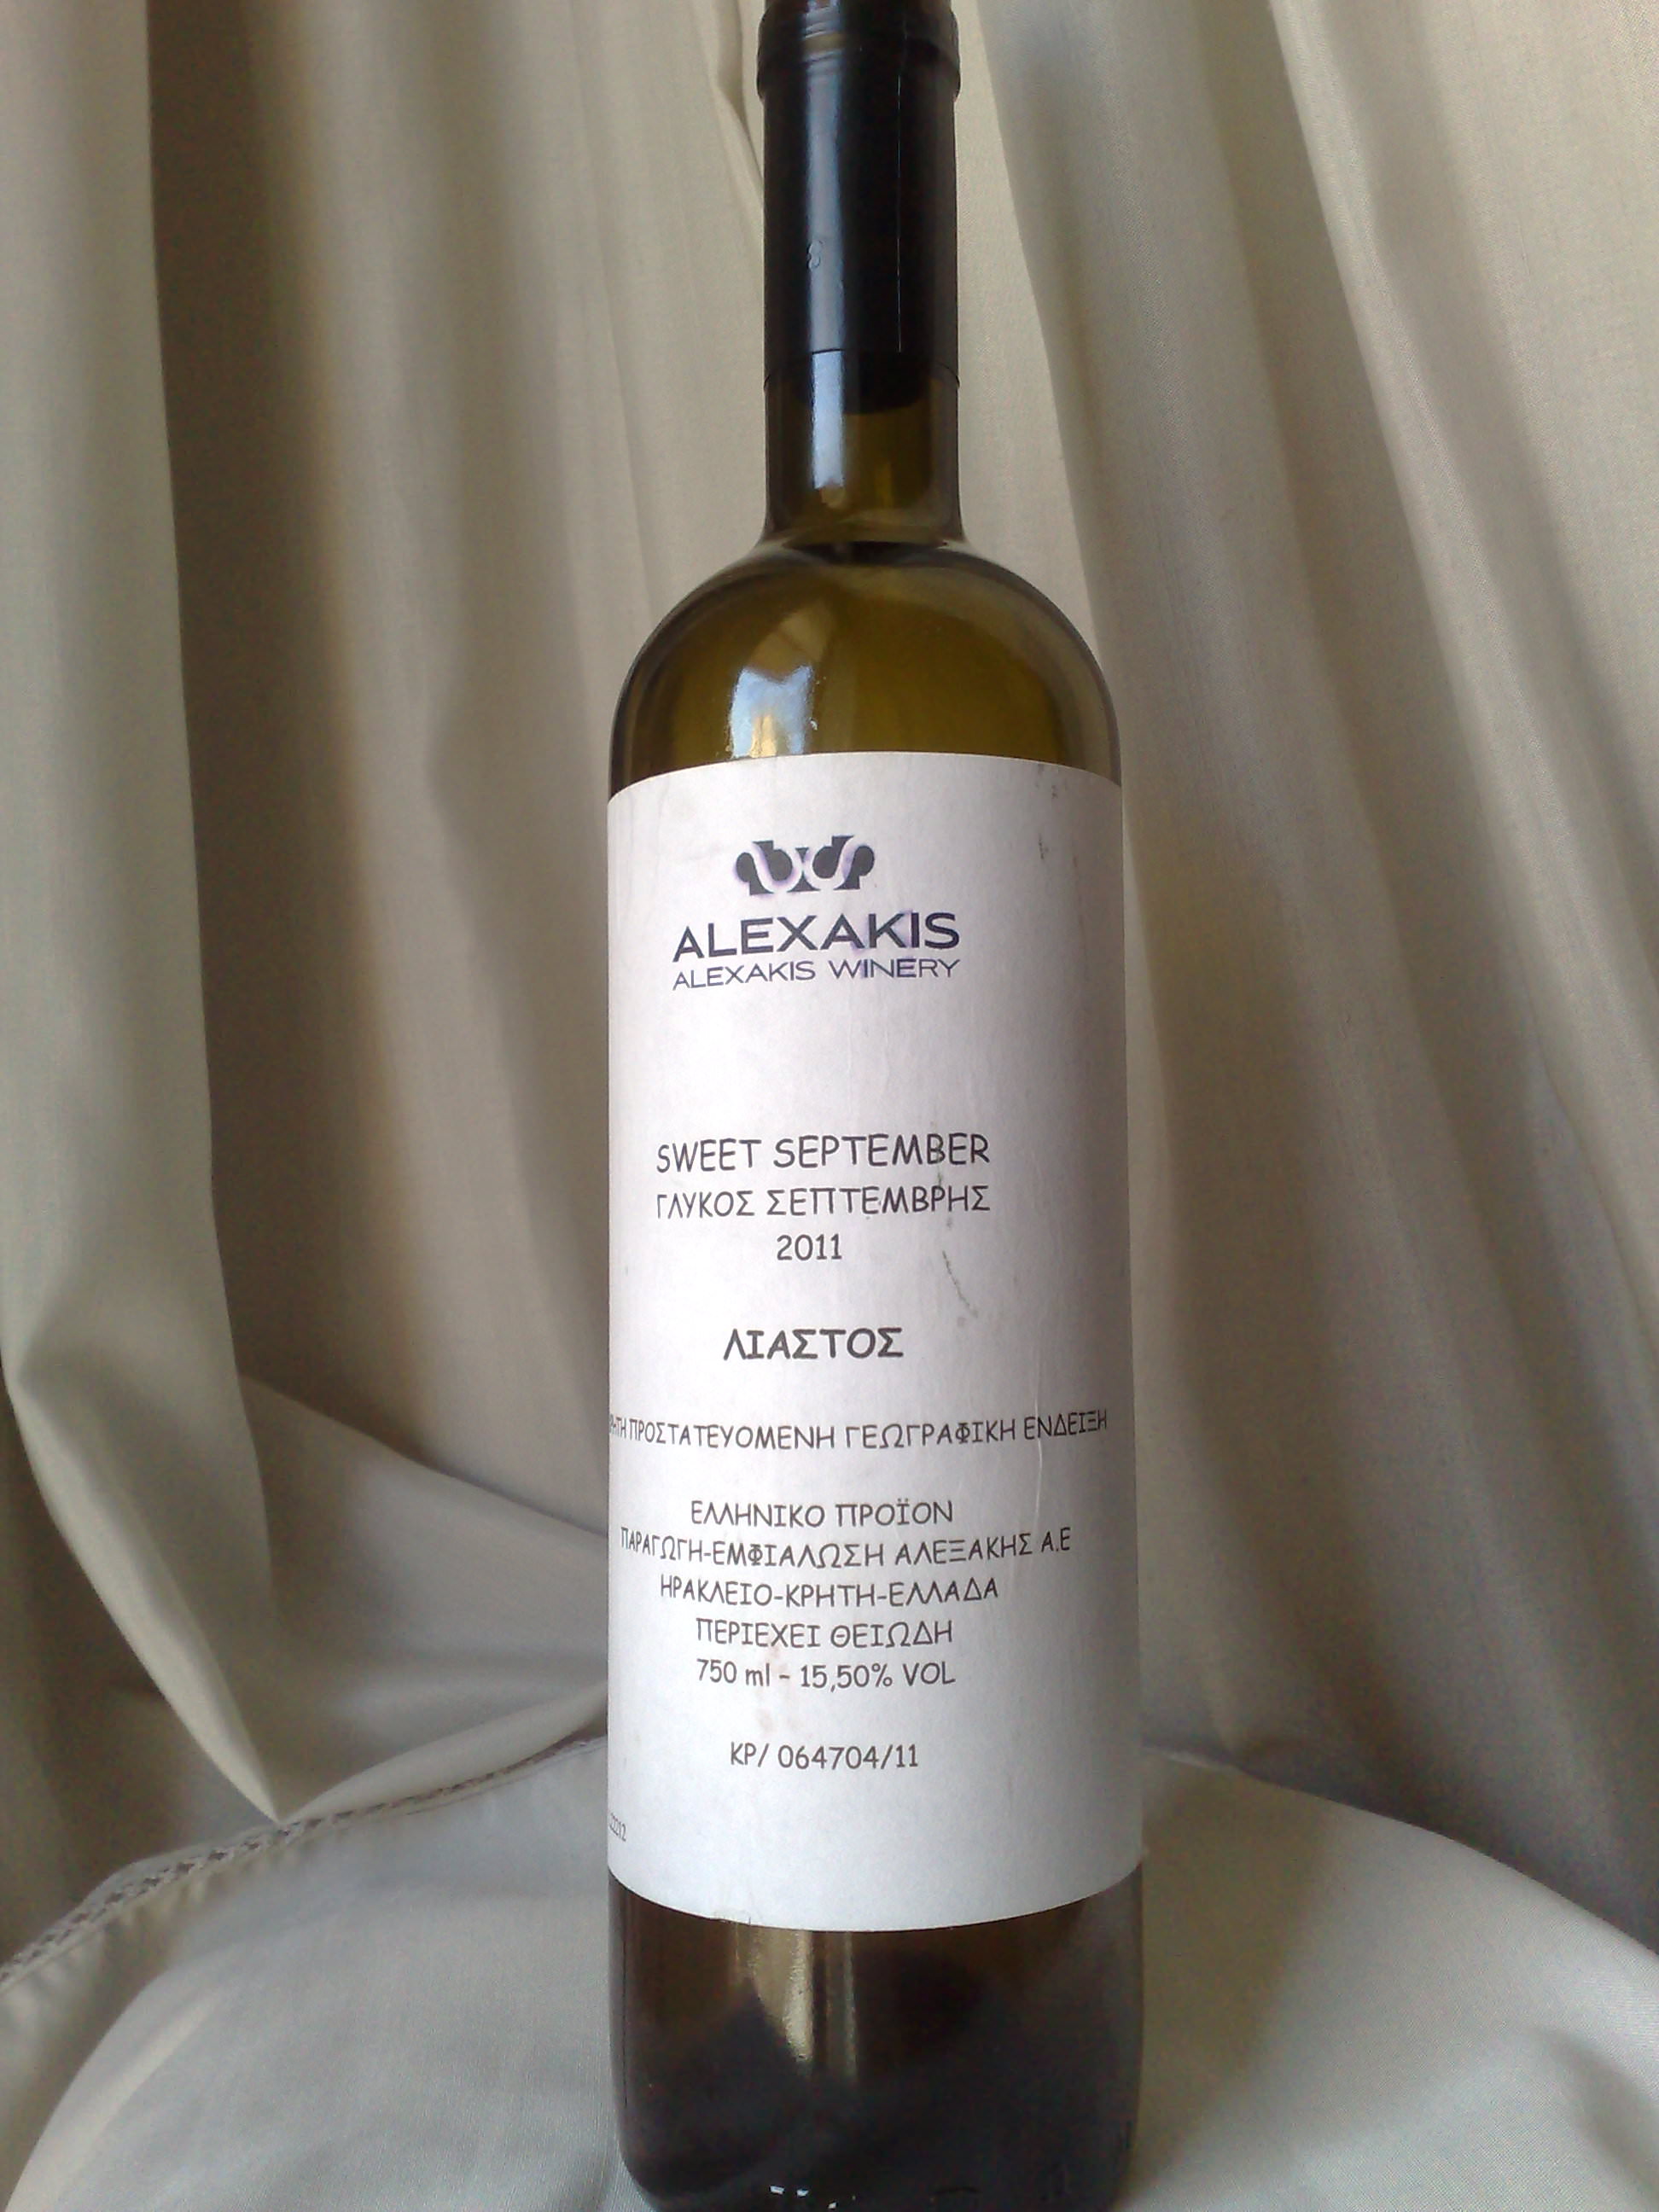 ALEXAKIS
ALEXAKIS WINERY
SWEET SEPTEMBER
ΓΛΥΚΟΣ ΣΕΠΤΕΜΒΡΗΣ
2011
ΛΙΑΣΤΟΣ
ΠΡΟΣΤΑΤΕΥΟΜΕΝΗ ΓΕΩΓΡΑΦΙΚΗ ΕΝΔΕΙΞΗ
ΕΛΛΗΝΙΚΟ ΠΡΟΪΟΝ
ΠΑΡΑΓΩΓΗ-ΕΜΦΙΑΛΩΣΗ ΑΛΕΞΑΚΗΣ Α.Ε
ΗΡΑΚΛΕΙΟ-ΚΡΗΤΗ-ΕΛΛΑΔΑ
ΠΕΡΙΕΧΕΙ ΘΕΙΩΔΗ
750 ml - 15,50% VOL
ΚΡ/ 064704/11